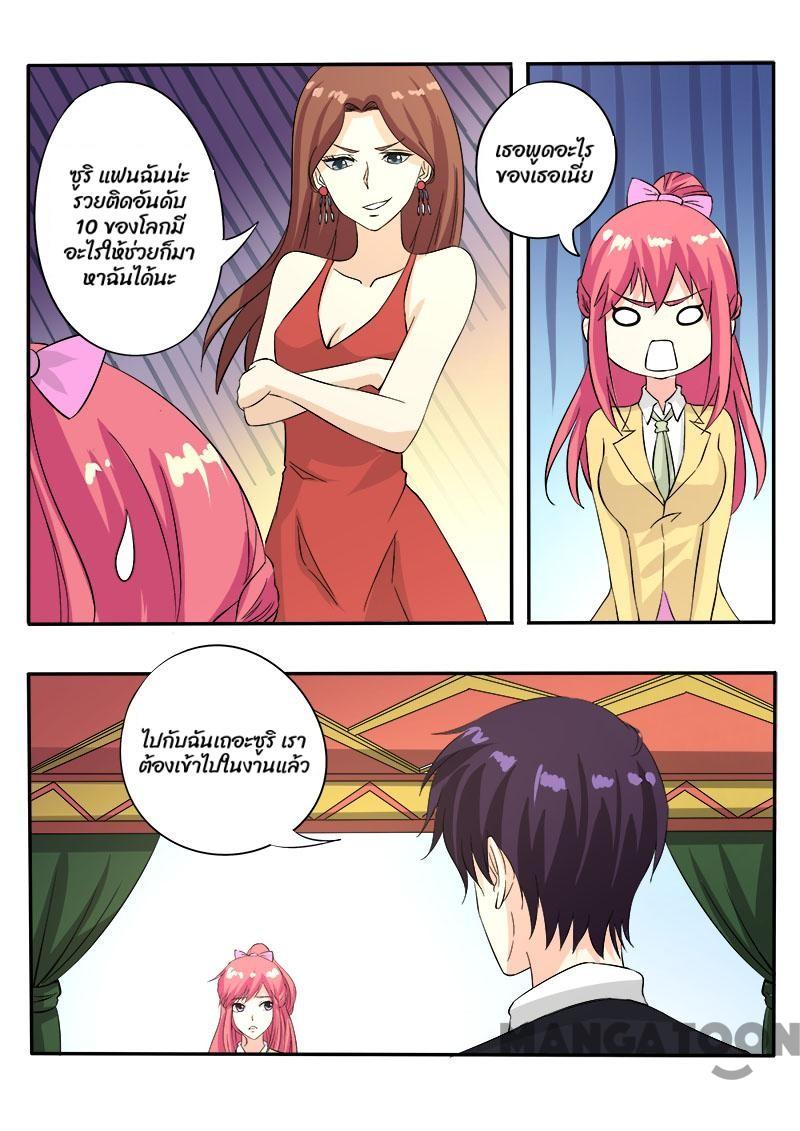 ซูริ แฟนฉันน่ะ
รวยติดอันดับ
10 ของโลกมี
อะไรให้ช่วยก็มา
หาฉันได้นะ
เธอพูดอะไร
ของเธอเนี่ย
ไปกับฉันเถอะซูริ เรา
ต้องเข้าไปในงานแล้ว
MANGATOON